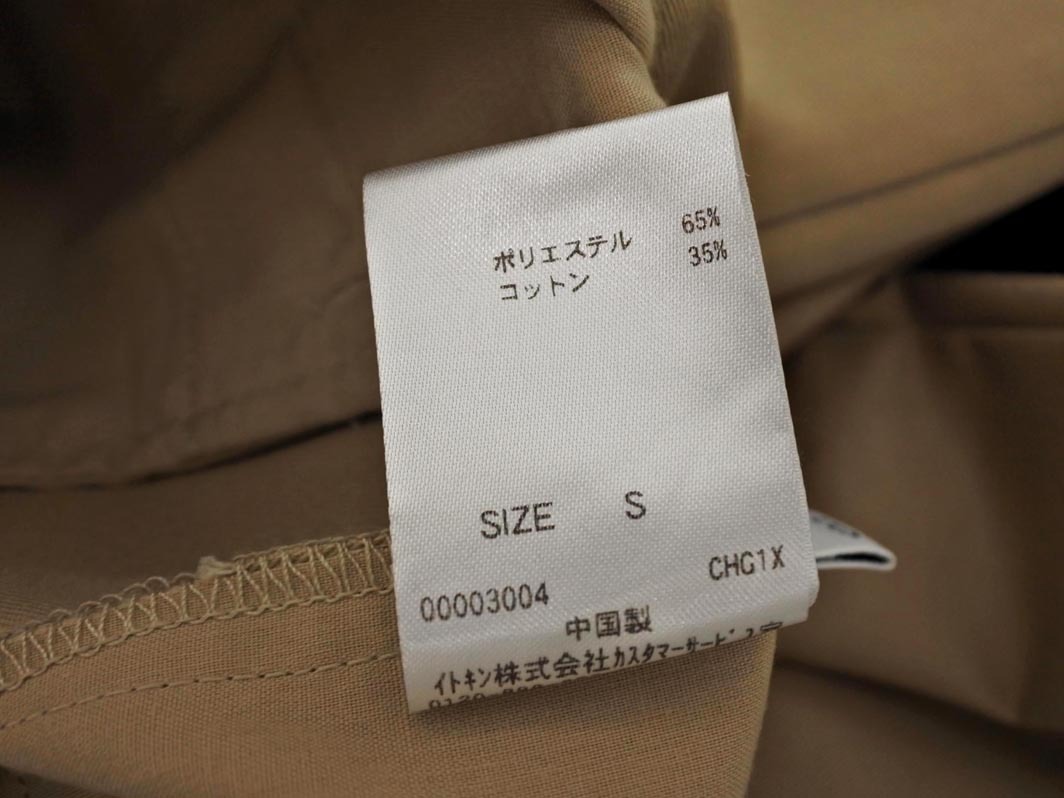 ポリエステル 65%
コットン 35%
SIZE S
00003004 CHG1X
中国製
イトキン株式会社カスタマーサービス室
0120-